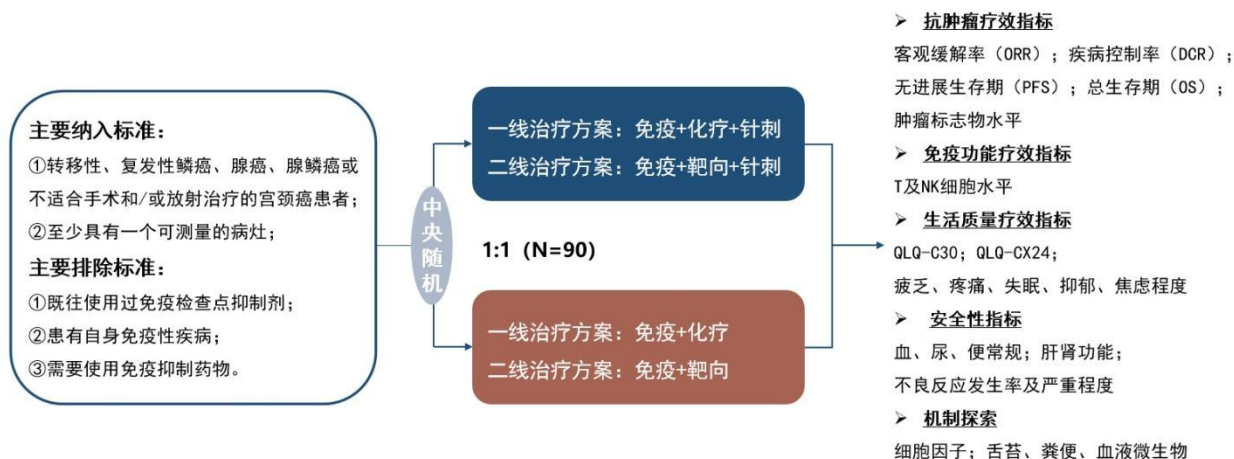 主要纳入标准:
①转移性、复发性鳞癌、腺癌、腺鳞癌或
不适合手术和/或放射治疗的宫颈癌患者;
②至少具有一个可测量的病灶;
主要排除标准:
①既往使用过免疫检查点抑制剂;
②患有自身免疫性疾病;
③需要使用免疫抑制药物。
中央随机
一线治疗方案: 免疫+化疗+针刺
二线治疗方案: 免疫+靶向+针刺
1:1 (N=90)
一线治疗方案: 免疫+化疗
二线治疗方案: 免疫+靶向
➢ 抗肿瘤疗效指标
客观缓解率 (ORR) ; 疾病控制率 (DCR) ;
无进展生存期 (PFS) ; 总生存期 (OS) ;
肿瘤标志物水平
➢ 免疫功能疗效指标
T及NK细胞水平
➢ 生活质量疗效指标
QLQ-C30; QLQ-CX24;
疲乏、疼痛、失眠、抑郁、焦虑程度
➢ 安全性指标
血、尿、便常规; 肝肾功能;
不良反应发生率及严重程度
➢ 机制探索
细胞因子; 舌苔、粪便、血液微生物